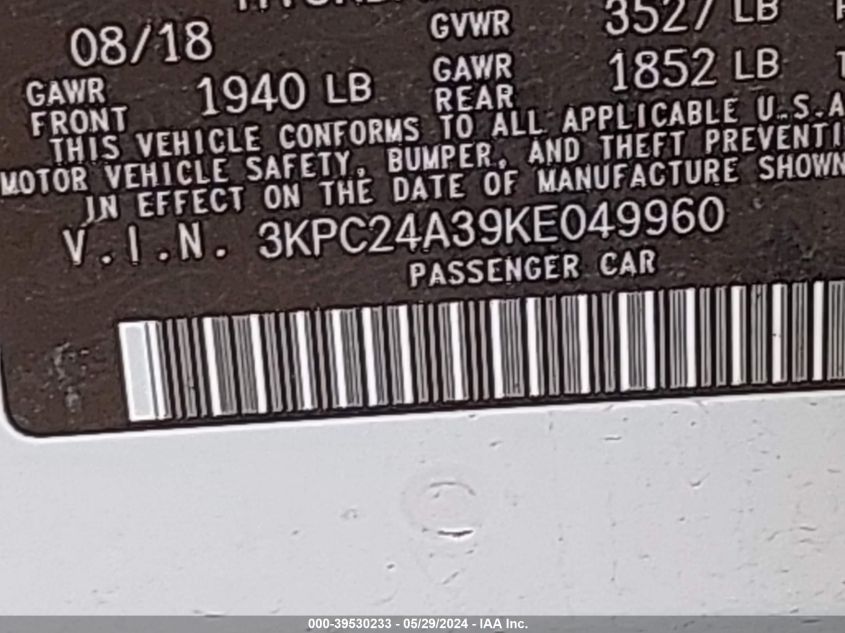 08/18 GVWR 3527 LB
GAWR FRONT 1940 LB GAWR REAR 1852 LB
THIS VEHICLE CONFORMS TO ALL APPLICABLE U.S.A
MOTOR VEHICLE SAFETY, BUMPER, AND THEFT PREVENTI
IN EFFECT ON THE DATE OF MANUFACTURE SHOWN
V.I.N. 3KPC24A39KE049960
PASSENGER CAR
000-39530233 - 05/29/2024 - IAA Inc.